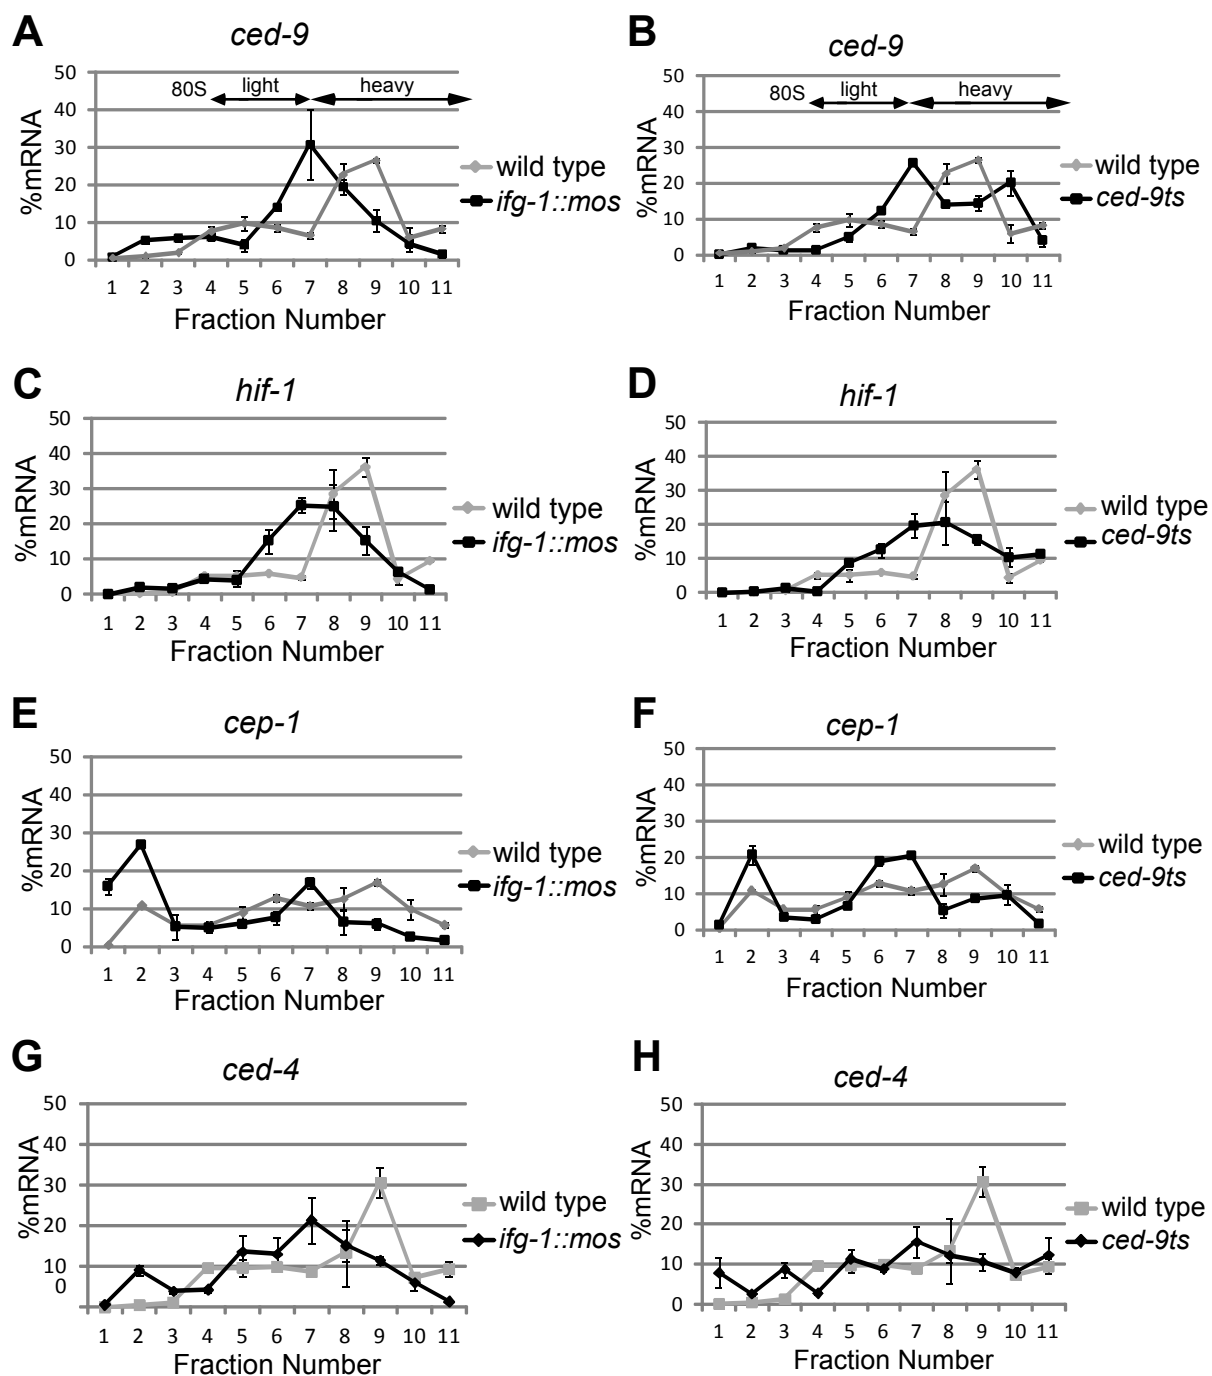 A
ced-9
50
40
30
20
10
0
%mRNA
80S
light
heavy
wild type
ifg-1::mos
1 2 3 4 5 6 7 8 9 10 11
Fraction Number
B
ced-9
50
40
30
20
10
0
%mRNA
80S
light
heavy
wild type
ced-9ts
1 2 3 4 5 6 7 8 9 10 11
Fraction Number
C
hif-1
50
40
30
20
10
0
%mRNA
wild type
ifg-1::mos
1 2 3 4 5 6 7 8 9 10 11
Fraction Number
D
hif-1
50
40
30
20
10
0
%mRNA
wild type
ced-9ts
1 2 3 4 5 6 7 8 9 10 11
Fraction Number
E
cep-1
50
40
30
20
10
0
%mRNA
wild type
ifg-1::mos
1 2 3 4 5 6 7 8 9 10 11
Fraction Number
F
cep-1
50
40
30
20
10
0
%mRNA
wild type
ced-9ts
1 2 3 4 5 6 7 8 9 10 11
Fraction Number
G
ced-4
50
40
30
20
10
0
%mRNA
wild type
ifg-1::mos
1 2 3 4 5 6 7 8 9 10 11
Fraction Number
H
ced-4
50
40
30
20
10
0
%mRNA
wild type
ced-9ts
1 2 3 4 5 6 7 8 9 10 11
Fraction Number